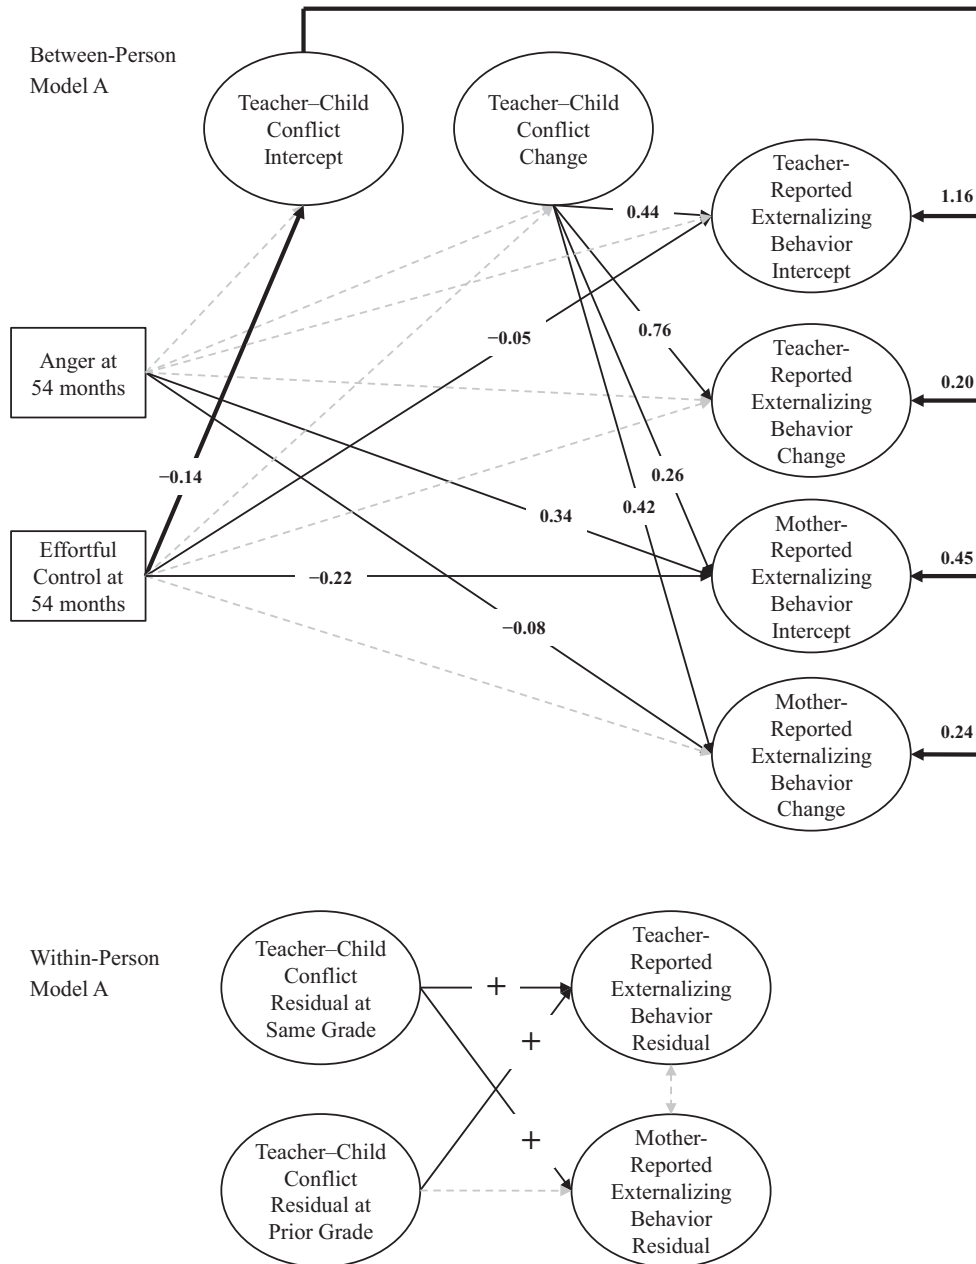 Between-Person
Model A
Teacher–Child
Conflict
Intercept
Teacher–Child
Conflict
Change
Teacher-
Reported
Externalizing
Behavior
Intercept
1.16
0.44
−0.05
0.76
Anger at
54 months
Teacher-
Reported
Externalizing
Behavior
Change
0.20
−0.14
0.26
0.42
0.34
Effortful
Control at
54 months
−0.22
Mother-
Reported
Externalizing
Behavior
Intercept
0.45
−0.08
Mother-
Reported
Externalizing
Behavior
Change
0.24
Within-Person
Model A
Teacher–Child
Conflict
Residual at
Same Grade
+
+
+
Teacher-
Reported
Externalizing
Behavior
Residual
Teacher–Child
Conflict
Residual at
Prior Grade
Mother-
Reported
Externalizing
Behavior
Residual